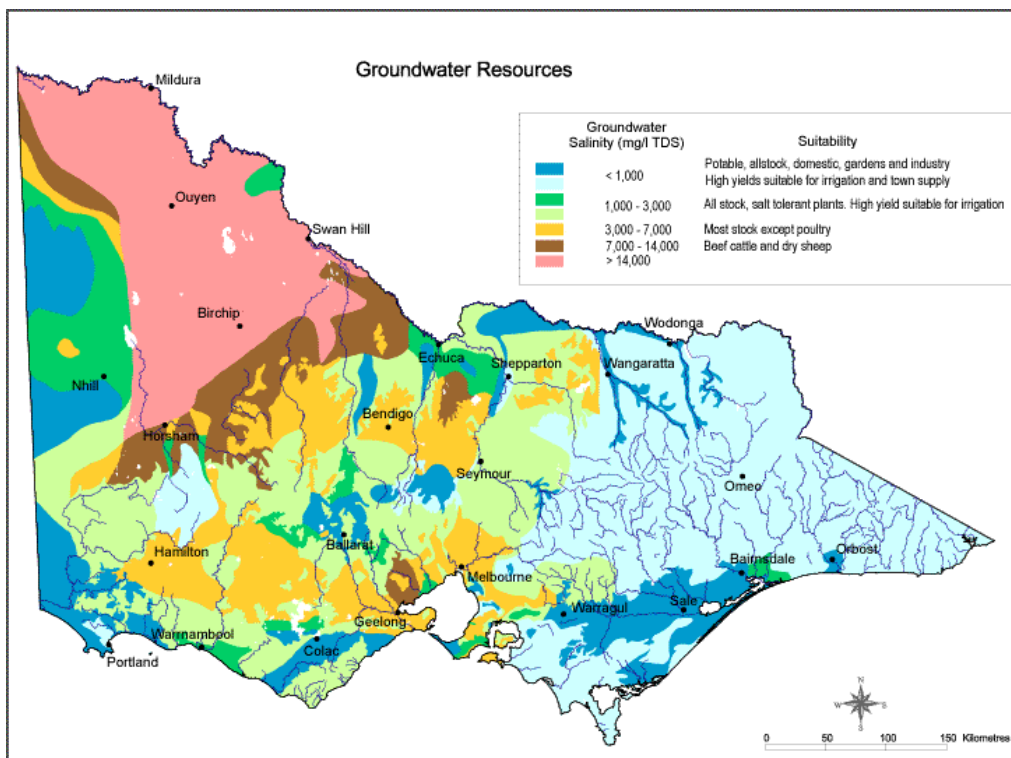 Groundwater Resources
Groundwater
Salinity (mg/l TDS)
Suitability
< 1,000
Potable, allstock, domestic, gardens and industry
High yields suitable for irrigation and town supply
1,000 - 3,000
All stock, salt tolerant plants. High yield suitable for irrigation
3,000 - 7,000
Most stock except poultry
7,000 - 14,000
Beef cattle and dry sheep
> 14,000
Mildura
Ouyen
Swan Hill
Birchip
Wodonga
Echuca
Shepparton
Wangaratta
Nhill
Bendigo
Horsham
Seymour
Omeo
Ballarat
Hamilton
Melbourne
Bairnsdale
Orbost
Geelong
Warragul
Sale
Warrnambool
Colac
Portland
N
W
S
S
0 50 100 150 Kilometres